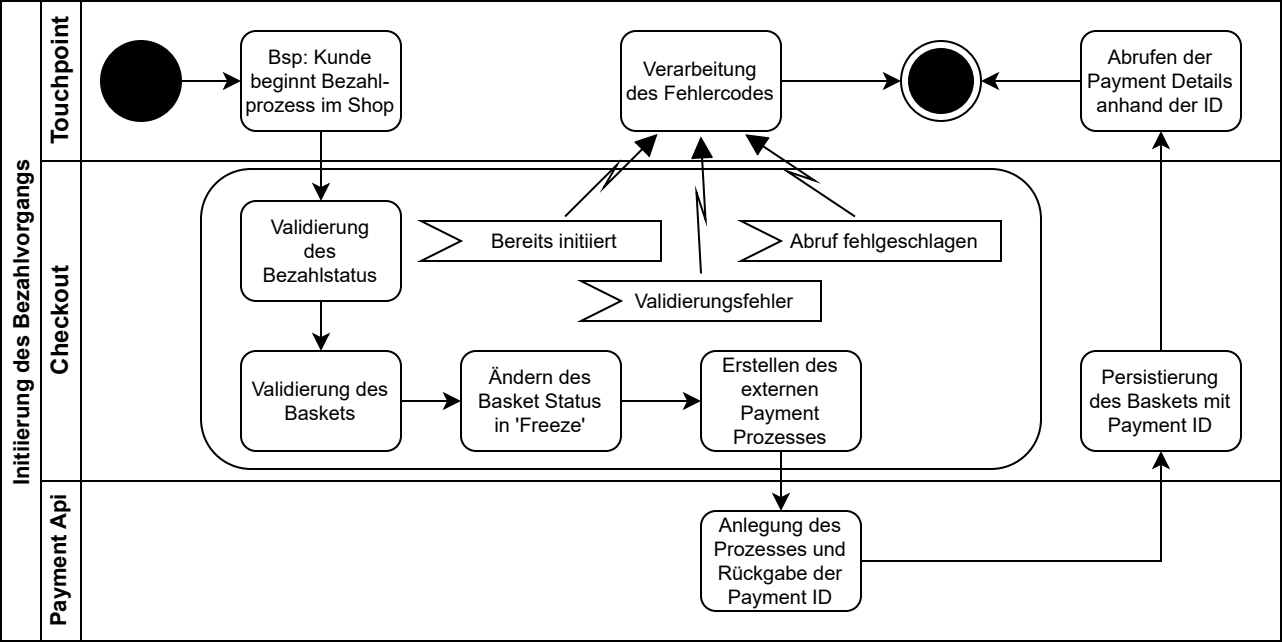 Initiierung des Bezahlvorgangs
Touchpoint
Bsp: Kunde
beginnt Bezahl-
prozess im Shop
Verarbeitung
des Fehlercodes
Abrufen der
Payment Details
anhand der ID
Checkout
Validierung
des
Bezahlstatus
Bereits initiiert
Abruf fehlgeschlagen
Validierungsfehler
Validierung des
Baskets
Ändern des
Basket Status
in 'Freeze'
Erstellen des
externen
Payment
Prozesses
Persistierung
des Baskets mit
Payment ID
Payment Api
Anlegung des
Prozesses und
Rückgabe der
Payment ID